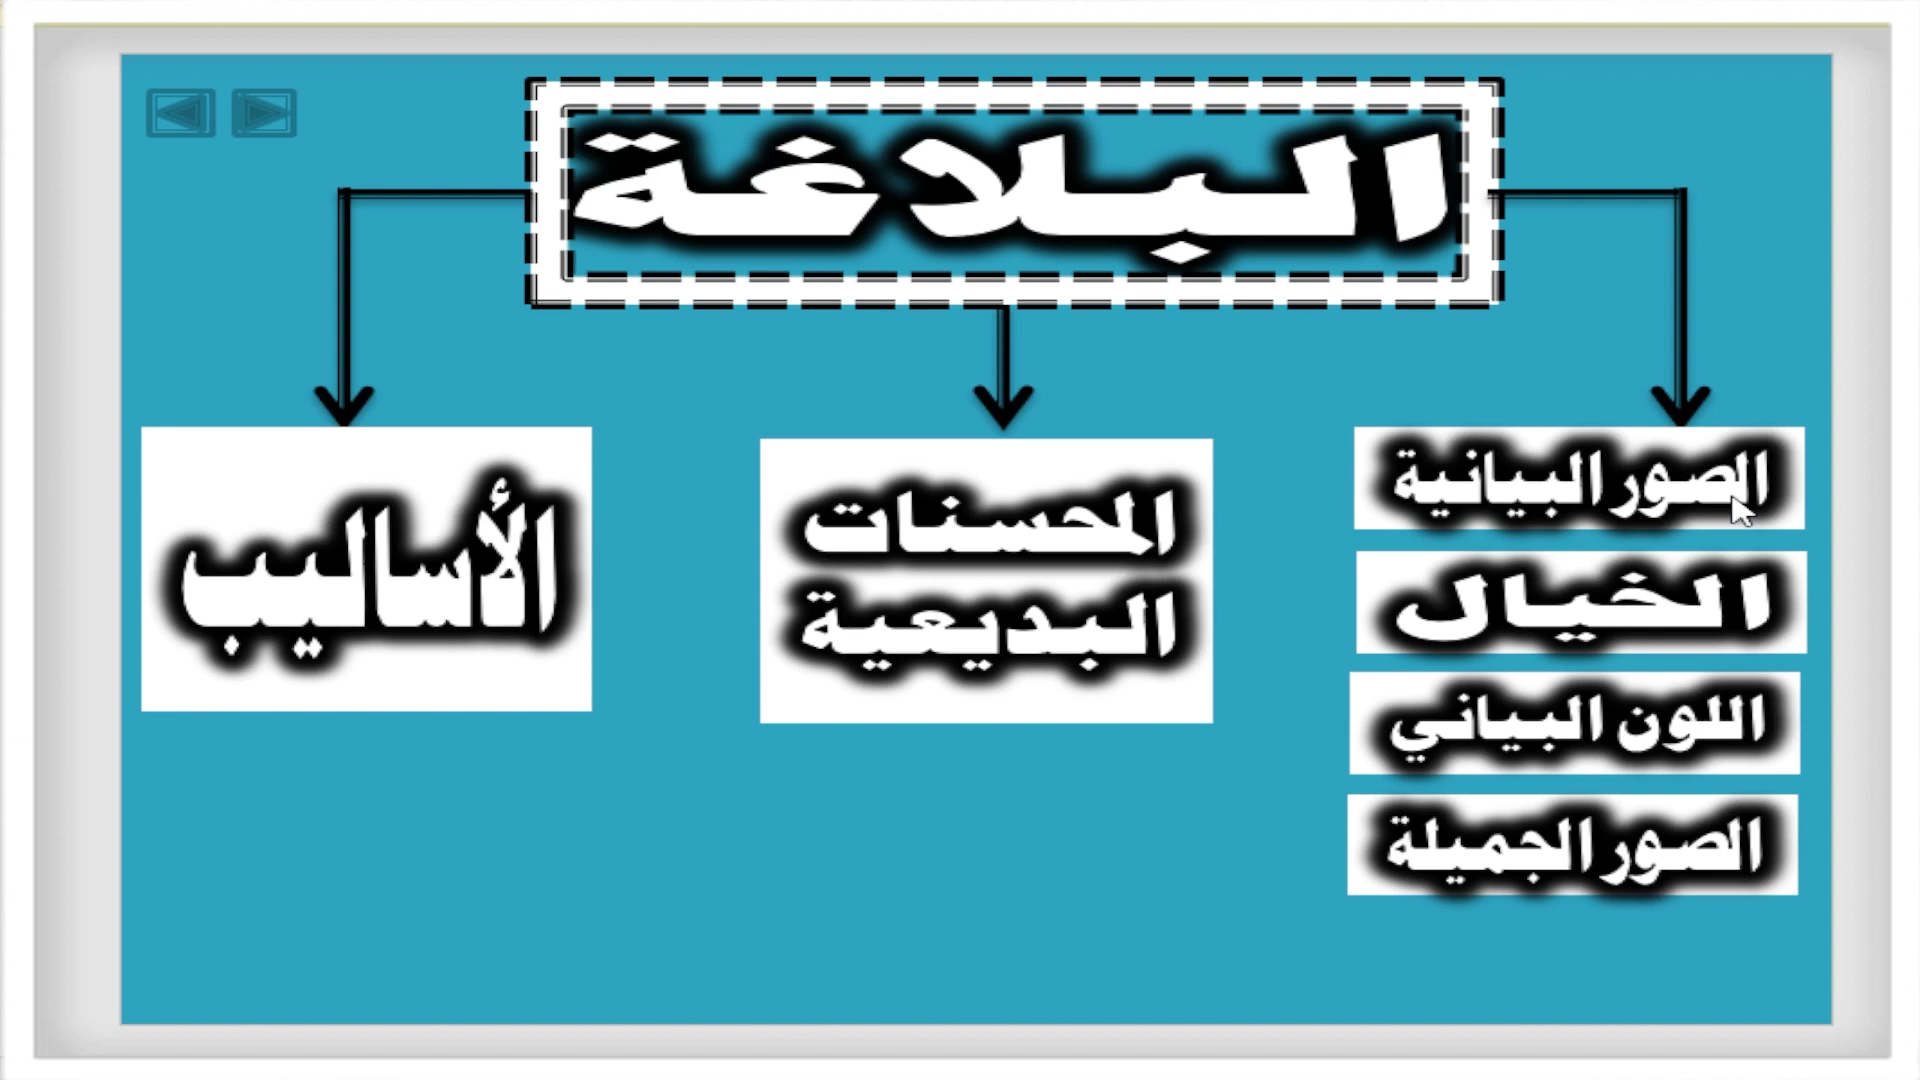 البلاغة
الصور البيانية
الخيال
اللون البياني
الصور الجميلة
المحسنات
البديعية
الأساليب